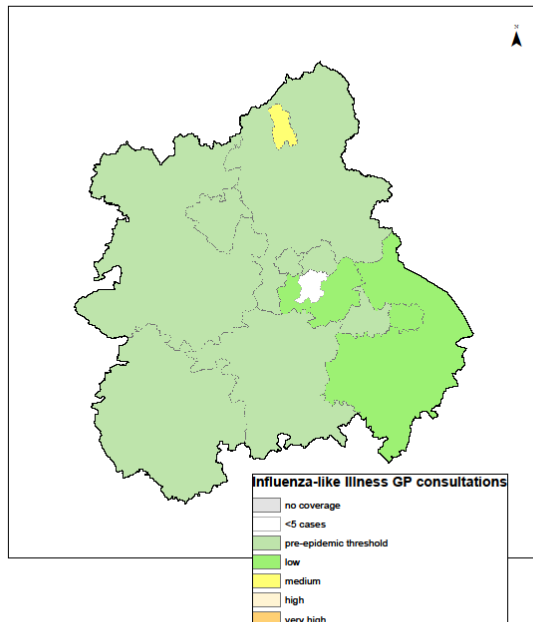 N
Influenza-like Illness GP consultations
no coverage
<5 cases
pre-epidemic threshold
low
medium
high
very high